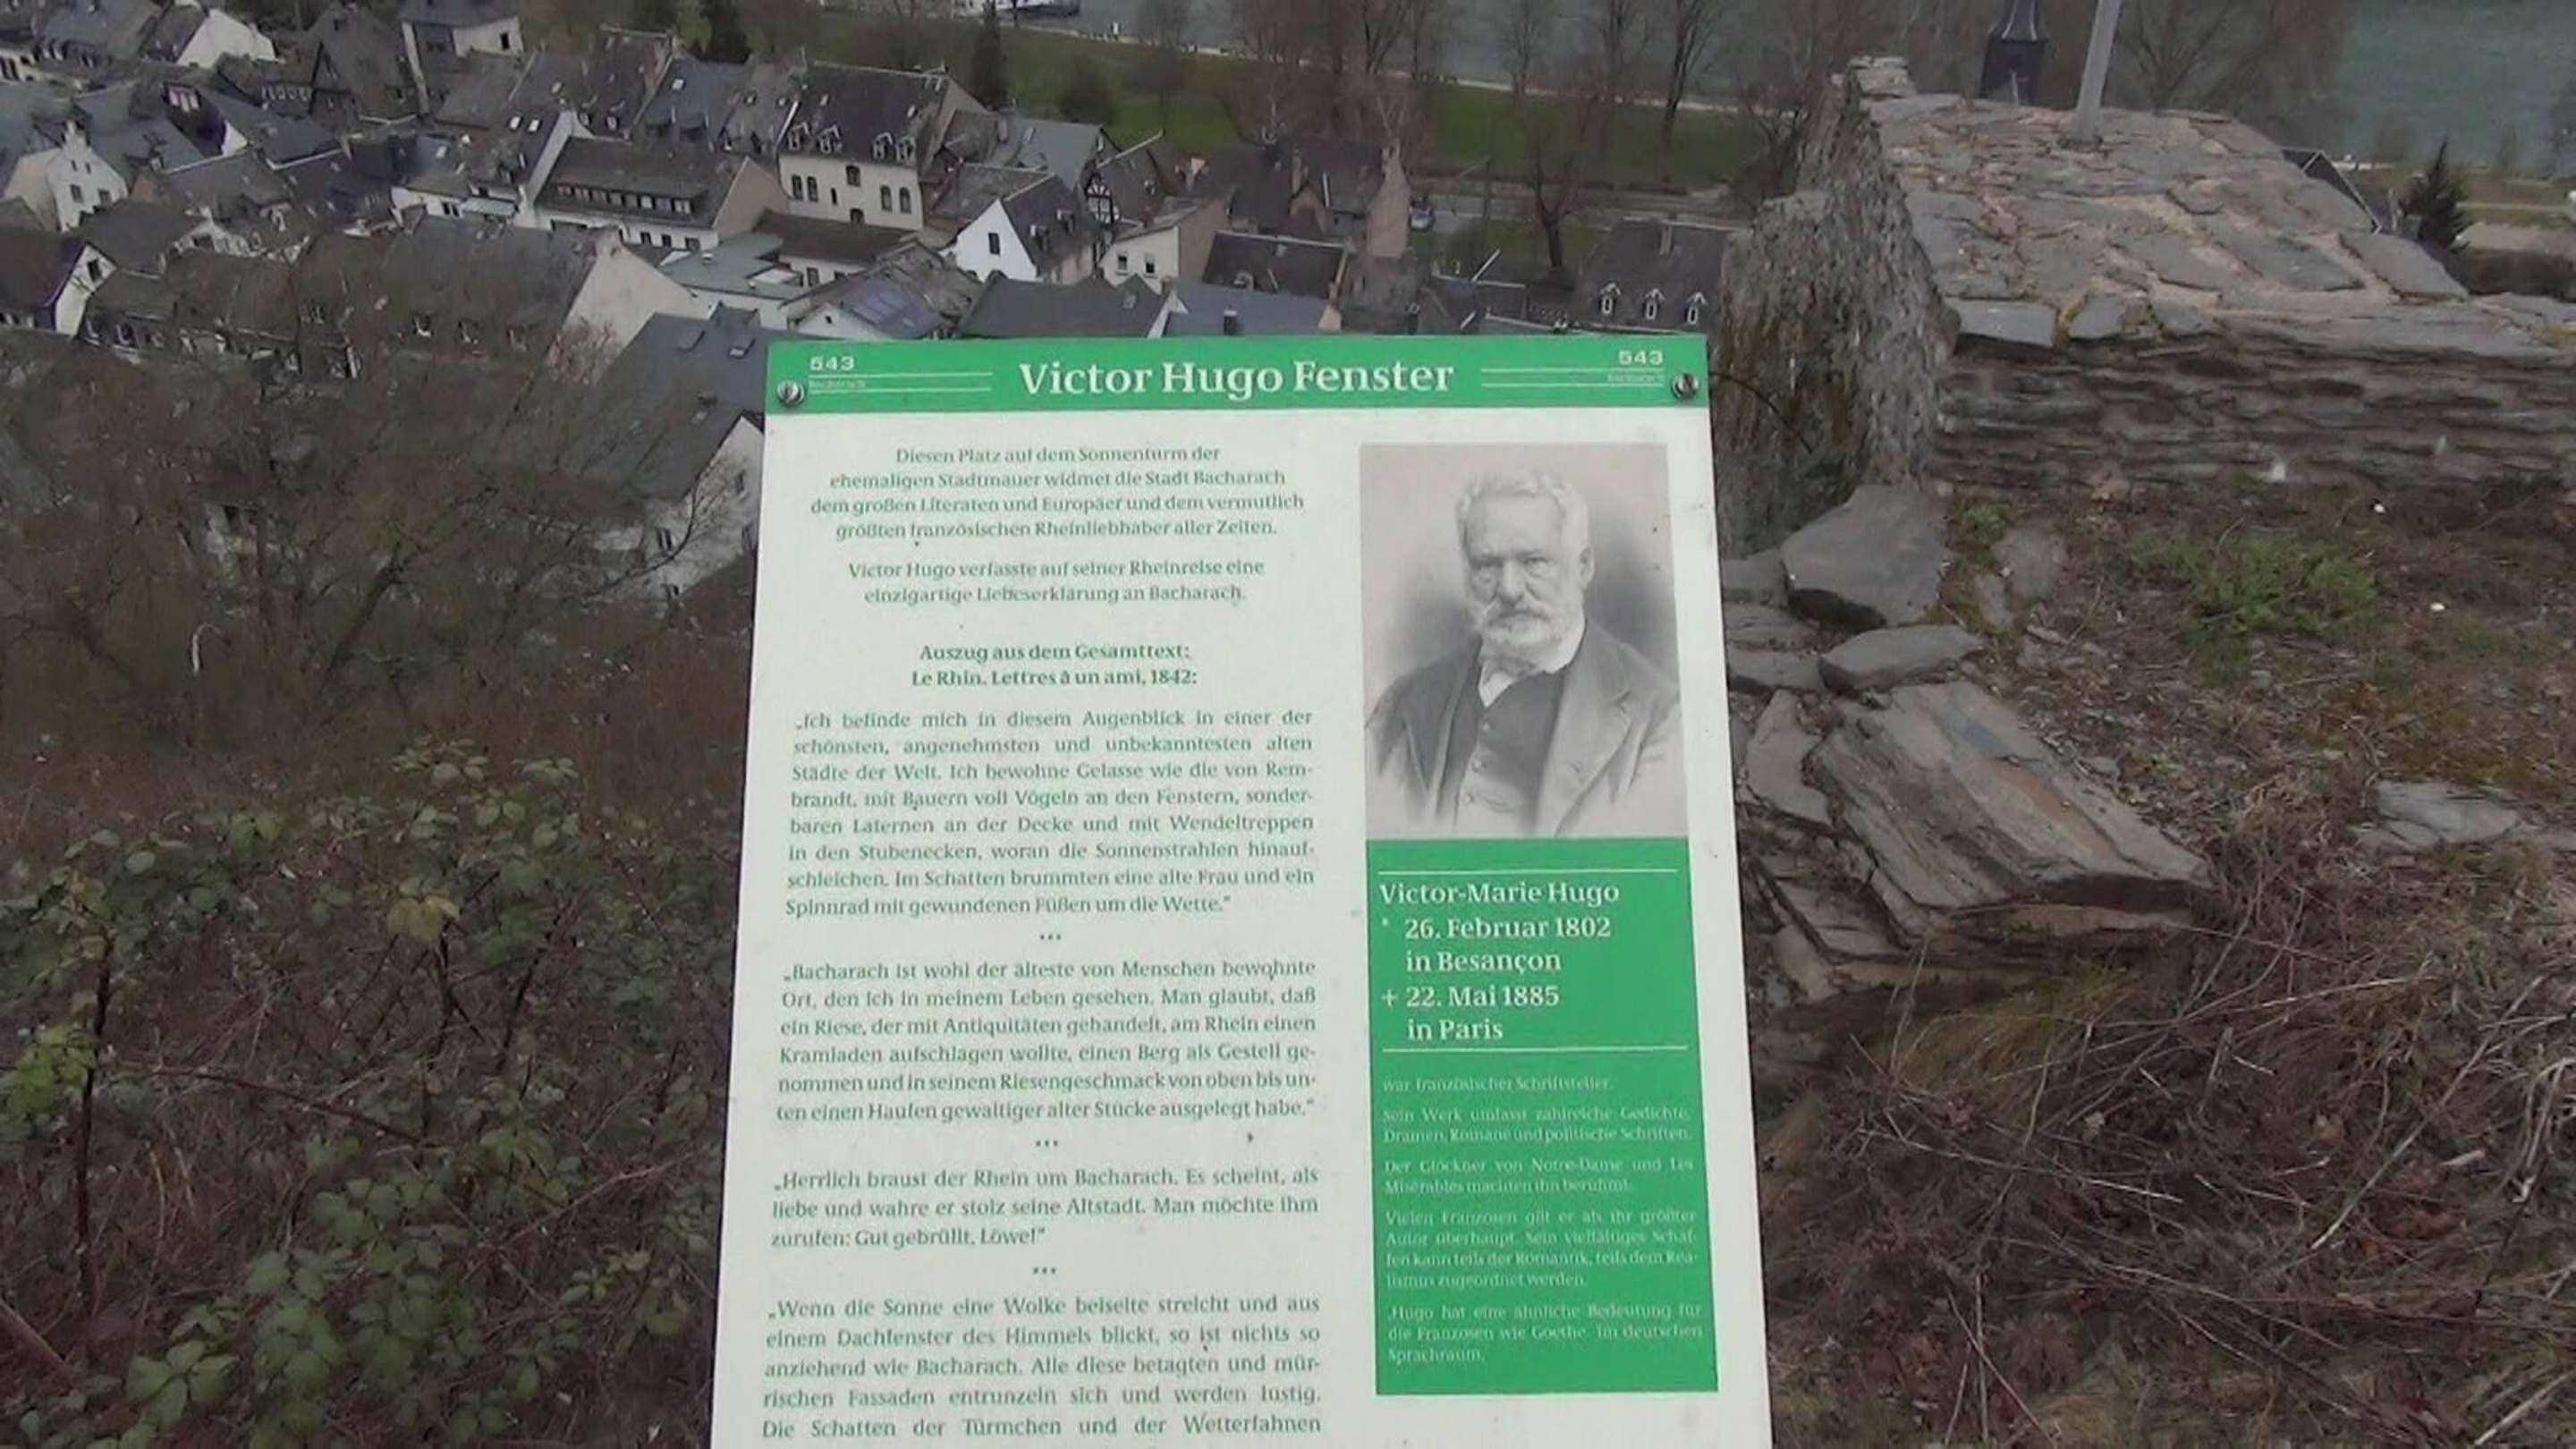 543
543
Victor Hugo Fenster
Diesen Platz auf dem Sonnenturm der
ehemaligen Stadtmauer widmet die Stadt Bacharach
dem großen Literaten und Europäer und dem vermutlich
größten französischen Rheinliebhaber aller Zeiten.
Victor Hugo verfasste auf seiner Rheinreise eine
einzigartige Liebeserklärung an Bacharach.
Auszug aus dem Gesamttext:
Le Rhin. Lettres à un ami, 1842:
„Ich befinde mich in diesem Augenblick in einer der
schönsten, angenehmsten und unbekanntesten alten
Städte der Welt. Ich bewohne Gelasse wie die von Rem-
brandt, mit Bauern voll Vögeln an den Fenstern, sonder-
baren Laternen an der Decke und mit Wendeltreppen
in den Stubenecken, woran die Sonnenstrahlen hinauf-
schleichen. Im Schatten brummten eine alte Frau und ein
Spinnrad mit gewundenen Füßen um die Wette.“
...
„Bacharach ist wohl der älteste von Menschen bewohnte
Ort, den ich in meinem Leben gesehen. Man glaubt, daß
ein Riese, der mit Antiquitäten gehandelt, am Rhein einen
Kramladen aufschlagen wollte, einen Berg als Gestell ge-
nommen und in seinem Riesengeschmack von oben bis un-
ten einen Haufen gewaltiger alter Stücke ausgelegt habe.“
...
„Herrlich braust der Rhein um Bacharach. Es scheint, als
liebe und wahre er stolz seine Altstadt. Man möchte ihm
zurufen: Gut gebrüllt, Löwe!“
...
„Wenn die Sonne eine Wolke beiseite streicht und aus
einem Dachfenster des Himmels blickt, so ist nichts so
anziehend wie Bacharach. Alle diese betagten und mür-
rischen Fassaden entrunzeln sich und werden lustig.
Die Schatten der Türmchen und der Wetterfahnen
Victor-Marie Hugo
* 26. Februar 1802
in Besançon
+ 22. Mai 1885
in Paris
war französischer Schriftsteller.
Sein Werk umfasst zahlreiche Gedichte,
Dramen, Romane und politische Schriften.
Der Glöckner von Notre-Dame und Les
Misérables machten ihn berühmt.
Vielen Franzosen gilt er als ihr größter
Autor überhaupt. Sein vielfältiges Schaf-
fen kann teils der Romantik, teils dem Rea-
lismus zugeordnet werden.
Hugo hat eine ähnliche Bedeutung für
die Franzosen wie Goethe im deutschen
Sprachraum.